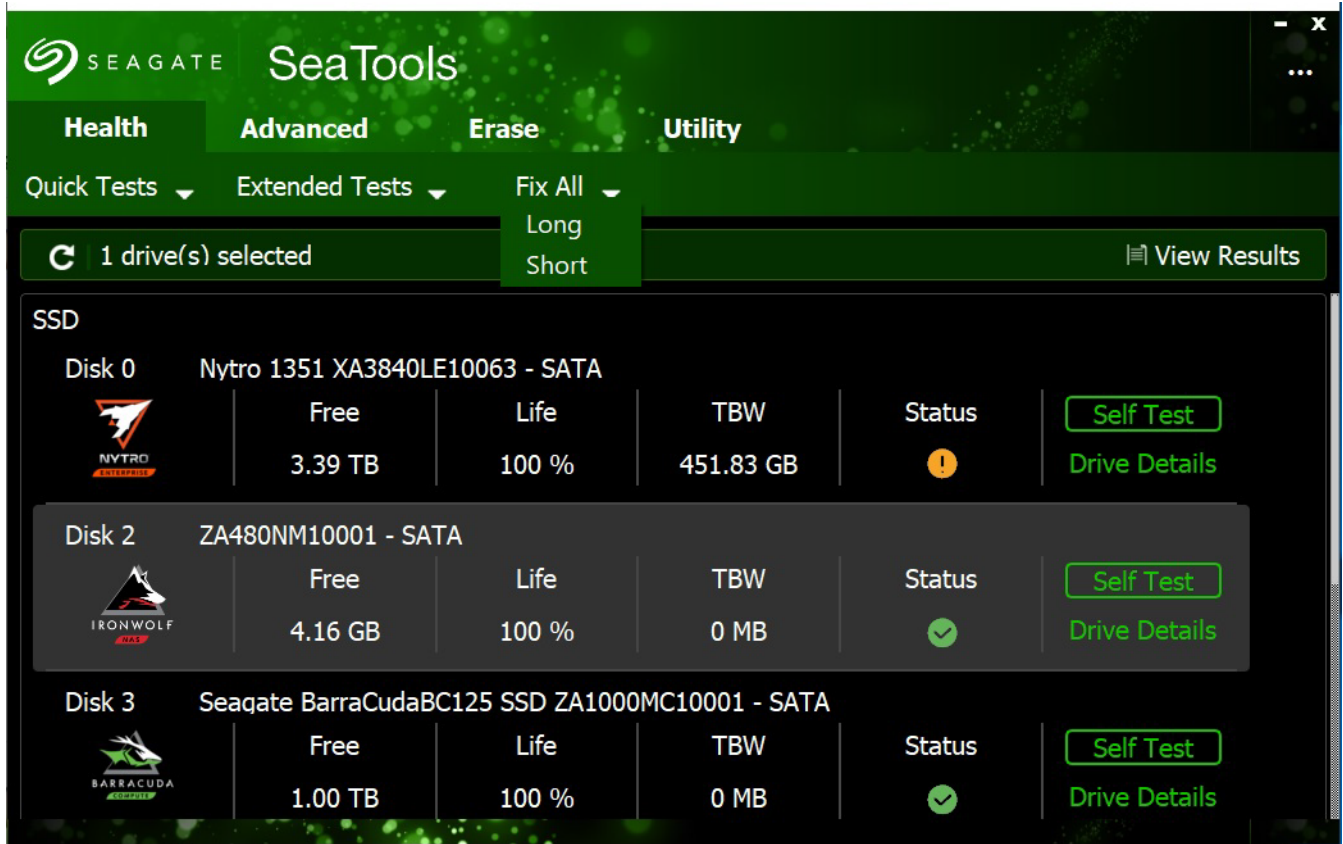 SEAGATE SeaTools - x
...
Health Advanced Erase Utility
Quick Tests Extended Tests Fix All
Long
Short
1 drive(s) selected View Results
SSD
Disk 0 Nytro 1351 XA3840LE10063 - SATA
Free Life TBW Status Self Test
NYTRO
ENTERPRISE
3.39 TB 100 % 451.83 GB ! Drive Details
Disk 2 ZA480NM10001 - SATA
Free Life TBW Status Self Test
IRONWOLF
NAS
4.16 GB 100 % 0 MB Drive Details
Disk 3 Seagate BarraCudaBC125 SSD ZA1000MC10001 - SATA
Free Life TBW Status Self Test
BARRACUDA
COMPUTE
1.00 TB 100 % 0 MB Drive Details